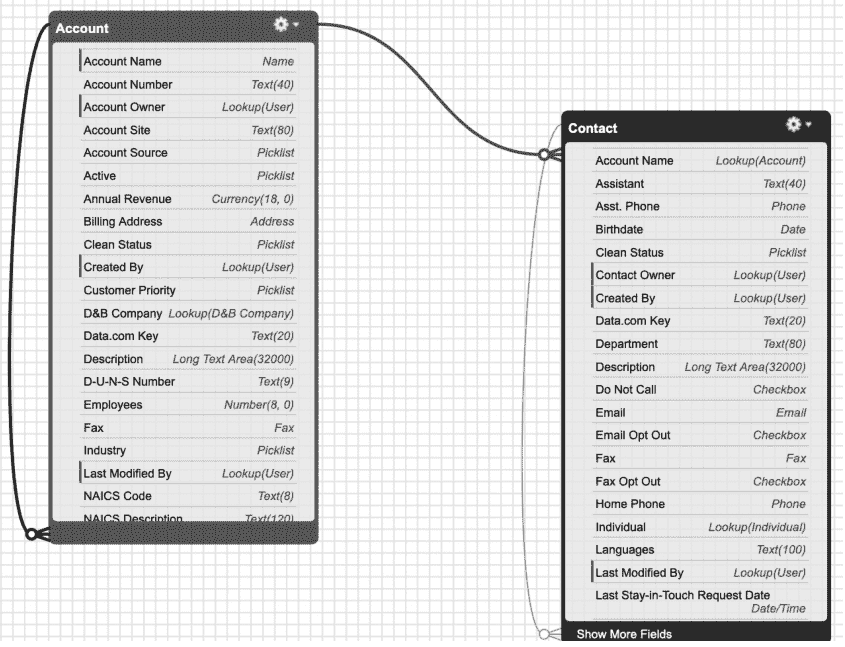 Account
Account Name Name
Account Number Text(40)
Account Owner Lookup(User)
Account Site Text(80)
Account Source Picklist
Active Picklist
Annual Revenue Currency(18, 0)
Billing Address Address
Clean Status Picklist
Created By Lookup(User)
Customer Priority Picklist
D&B Company Lookup(D&B Company)
Data.com Key Text(20)
Description Long Text Area(32000)
D-U-N-S Number Text(9)
Employees Number(8, 0)
Fax Fax
Industry Picklist
Last Modified By Lookup(User)
NAICS Code Text(8)
NAICS Description Text(120)
Contact
Account Name Lookup(Account)
Assistant Text(40)
Asst. Phone Phone
Birthdate Date
Clean Status Picklist
Contact Owner Lookup(User)
Created By Lookup(User)
Data.com Key Text(20)
Department Text(80)
Description Long Text Area(32000)
Do Not Call Checkbox
Email Email
Email Opt Out Checkbox
Fax Fax
Fax Opt Out Checkbox
Home Phone Phone
Individual Lookup(Individual)
Languages Text(100)
Last Modified By Lookup(User)
Last Stay-in-Touch Request Date
Date/Time
Show More Fields